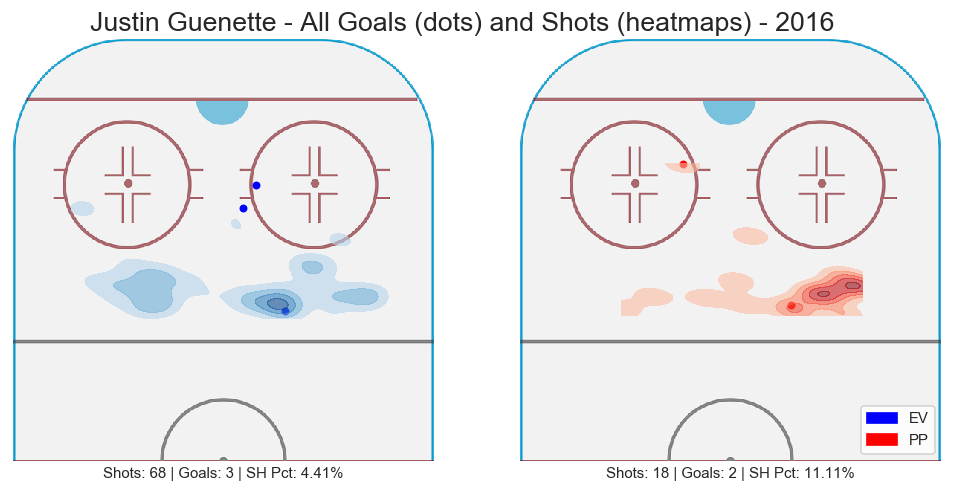 Justin Guenette - All Goals (dots) and Shots (heatmaps) - 2016
EV
PP
Shots: 68 | Goals: 3 | SH Pct: 4.41%
Shots: 18 | Goals: 2 | SH Pct: 11.11%